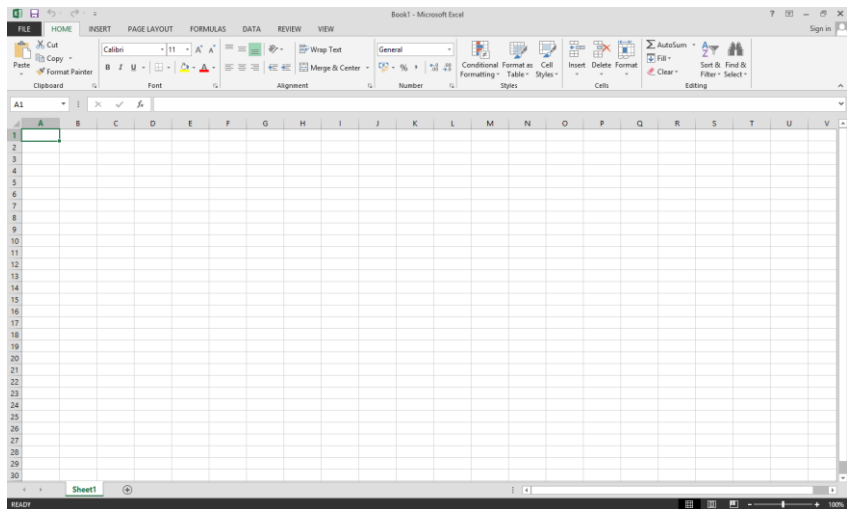 Book1 - Microsoft Excel
?
FILE HOME INSERT PAGE LAYOUT FORMULAS DATA REVIEW VIEW Sign in
Paste
Cut
Copy
Format Painter
Clipboard
Calibri 11 A A
B I U A
Font
Wrap Text
Merge & Center
Alignment
General
% ,
Number
Conditional Formatting
Format as Table
Cell Styles
Styles
Insert Delete Format
Cells
AutoSum
Fill
Clear
Sort & Filter
Find & Select
Editing
A1 fx
A B C D E F G H I J K L M N O P Q R S T U V
1
2
3
4
5
6
7
8
9
10
11
12
13
14
15
16
17
18
19
20
21
22
23
24
25
26
27
28
29
30
Sheet1
READY 100%